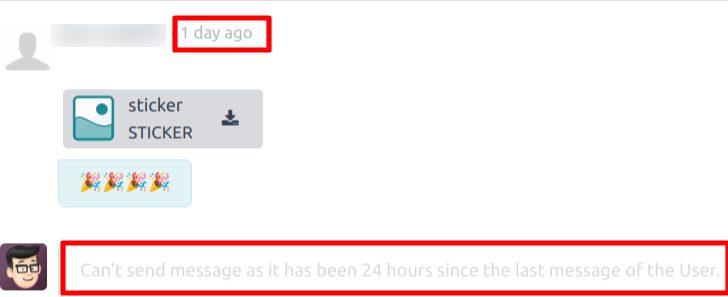 1 day ago
sticker
STICKER
🎉🎉🎉🎉
Can't send message as it has been 24 hours since the last message of the User.